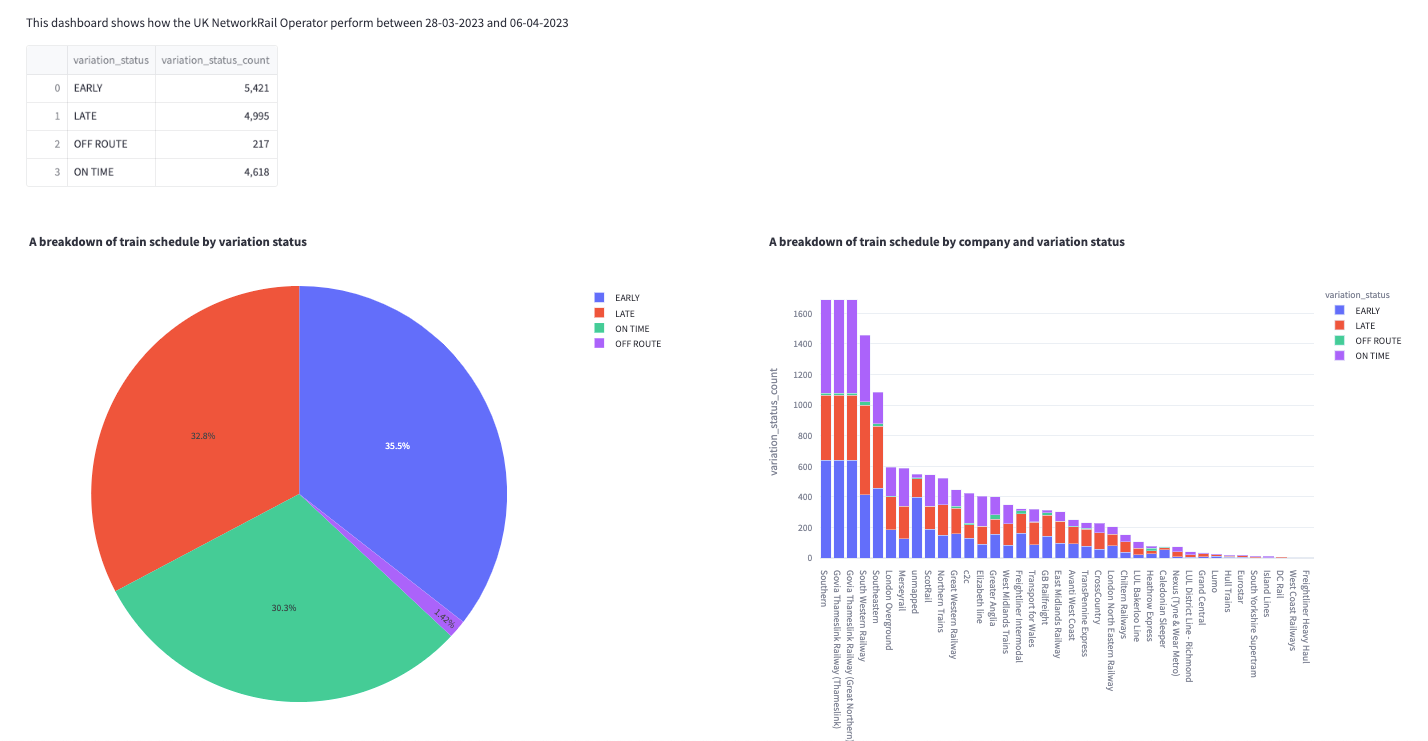 This dashboard shows how the UK NetworkRail Operator perform between 28-03-2023 and 06-04-2023
variation_status variation_status_count
0 EARLY 5,421
1 LATE 4,995
2 OFF ROUTE 217
3 ON TIME 4,618
A breakdown of train schedule by variation status
35.5%
32.8%
30.3%
1.42%
EARLY
LATE
ON TIME
OFF ROUTE
A breakdown of train schedule by company and variation status
variation_status_count
1600
1400
1200
1000
800
600
400
200
0
Southern
Govia Thameslink Railway (Thameslink)
Govia Thameslink Railway (Great Northern)
South Western Railway
Southeastern
London Overground
Merseyrail
unmapped
ScotRail
Northern Trains
Great Western Railway
c2c
Elizabeth line
Greater Anglia
West Midlands Trains
Freightliner Intermodal
Transport for Wales
GB Railfreight
East Midlands Railway
Avanti West Coast
TransPennine Express
CrossCountry
London North Eastern Railway
Chiltern Railways
LUL Bakerloo Line
Heathrow Express
Caledonian Sleeper
Nexus (Tyne & Wear Metro)
LUL District Line - Richmond
Grand Central
Lumo
Hull Trains
Eurostar
South Yorkshire Supertram
Island Lines
DC Rail
West Coast Railways
Freightliner Heavy Haul
variation_status
EARLY
LATE
OFF ROUTE
ON TIME